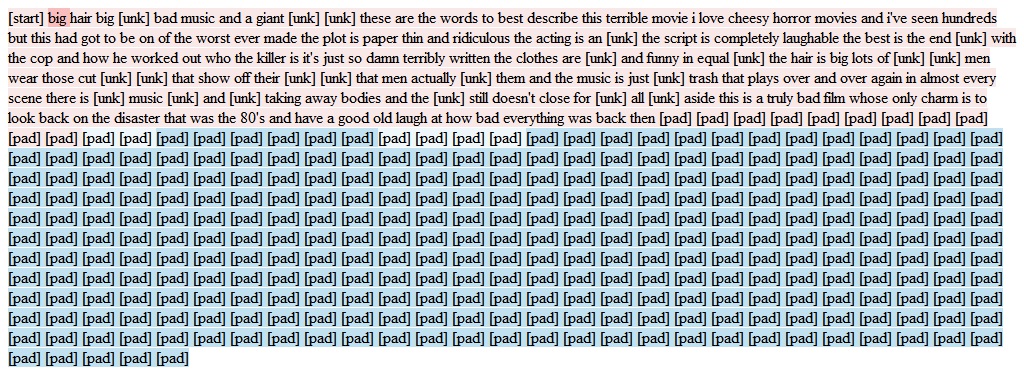 [start] big hair big [unk] bad music and a giant [unk] [unk] these are the words to best describe this terrible movie i love cheesy horror movies and i've seen hundreds
but this had got to be on of the worst ever made the plot is paper thin and ridiculous the acting is an [unk] the script is completely laughable the best is the end [unk] with
the cop and how he worked out who the killer is it's just so damn terribly written the clothes are [unk] and funny in equal [unk] the hair is big lots of [unk] [unk] men
wear those cut [unk] [unk] that show off their [unk] [unk] that men actually [unk] them and the music is just [unk] trash that plays over and over again in almost every
scene there is [unk] music [unk] and [unk] taking away bodies and the [unk] still doesn't close for [unk] all [unk] aside this is a truly bad film whose only charm is to
look back on the disaster that was the 80's and have a good old laugh at how bad everything was back then [pad] [pad] [pad] [pad] [pad] [pad] [pad] [pad] [pad]
[pad] [pad] [pad] [pad] [pad] [pad] [pad] [pad] [pad] [pad] [pad] [pad] [pad] [pad] [pad] [pad] [pad] [pad] [pad] [pad] [pad] [pad] [pad] [pad] [pad] [pad] [pad]
[pad] [pad] [pad] [pad] [pad] [pad] [pad] [pad] [pad] [pad] [pad] [pad] [pad] [pad] [pad] [pad] [pad] [pad] [pad] [pad] [pad] [pad] [pad] [pad] [pad] [pad] [pad]
[pad] [pad] [pad] [pad] [pad] [pad] [pad] [pad] [pad] [pad] [pad] [pad] [pad] [pad] [pad] [pad] [pad] [pad] [pad] [pad] [pad] [pad] [pad] [pad] [pad] [pad] [pad]
[pad] [pad] [pad] [pad] [pad] [pad] [pad] [pad] [pad] [pad] [pad] [pad] [pad] [pad] [pad] [pad] [pad] [pad] [pad] [pad] [pad] [pad] [pad] [pad] [pad] [pad] [pad]
[pad] [pad] [pad] [pad] [pad] [pad] [pad] [pad] [pad] [pad] [pad] [pad] [pad] [pad] [pad] [pad] [pad] [pad] [pad] [pad] [pad] [pad] [pad] [pad] [pad] [pad] [pad]
[pad] [pad] [pad] [pad] [pad] [pad] [pad] [pad] [pad] [pad] [pad] [pad] [pad] [pad] [pad] [pad] [pad] [pad] [pad] [pad] [pad] [pad] [pad] [pad] [pad] [pad] [pad]
[pad] [pad] [pad] [pad] [pad] [pad] [pad] [pad] [pad] [pad] [pad] [pad] [pad] [pad] [pad] [pad] [pad] [pad] [pad] [pad] [pad] [pad] [pad] [pad] [pad] [pad] [pad]
[pad] [pad] [pad] [pad] [pad] [pad] [pad] [pad] [pad] [pad] [pad] [pad] [pad] [pad] [pad] [pad] [pad] [pad] [pad] [pad] [pad] [pad] [pad] [pad] [pad] [pad] [pad]
[pad] [pad] [pad] [pad] [pad] [pad] [pad] [pad] [pad] [pad] [pad] [pad] [pad] [pad] [pad] [pad] [pad] [pad] [pad] [pad] [pad] [pad] [pad] [pad] [pad] [pad] [pad]
[pad] [pad] [pad] [pad] [pad] [pad] [pad] [pad] [pad] [pad] [pad] [pad] [pad] [pad] [pad] [pad] [pad] [pad] [pad] [pad] [pad] [pad] [pad] [pad] [pad] [pad] [pad]
[pad] [pad] [pad] [pad] [pad] [pad] [pad] [pad] [pad] [pad] [pad] [pad] [pad] [pad] [pad] [pad] [pad] [pad] [pad] [pad] [pad] [pad] [pad] [pad] [pad] [pad] [pad]
[pad] [pad] [pad] [pad] [pad]